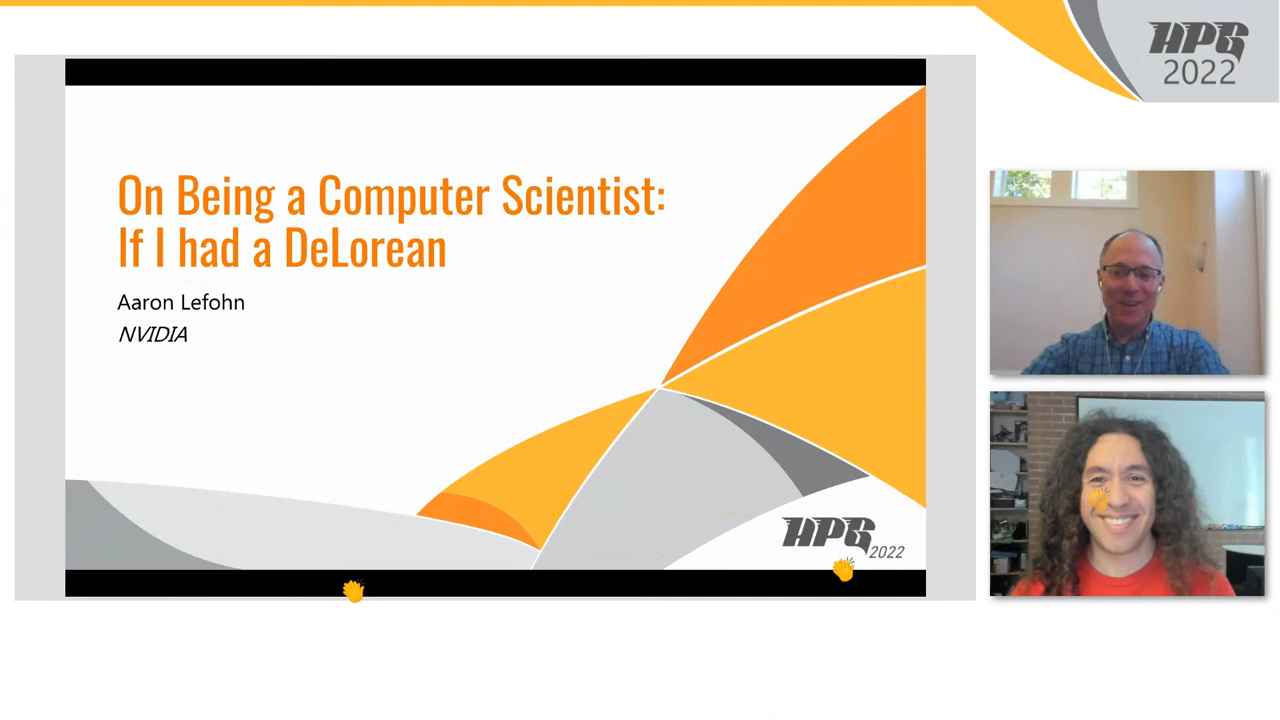 HPG
2022
On Being a Computer Scientist:
If I had a DeLorean
Aaron Lefohn
NVIDIA
HPG
2022